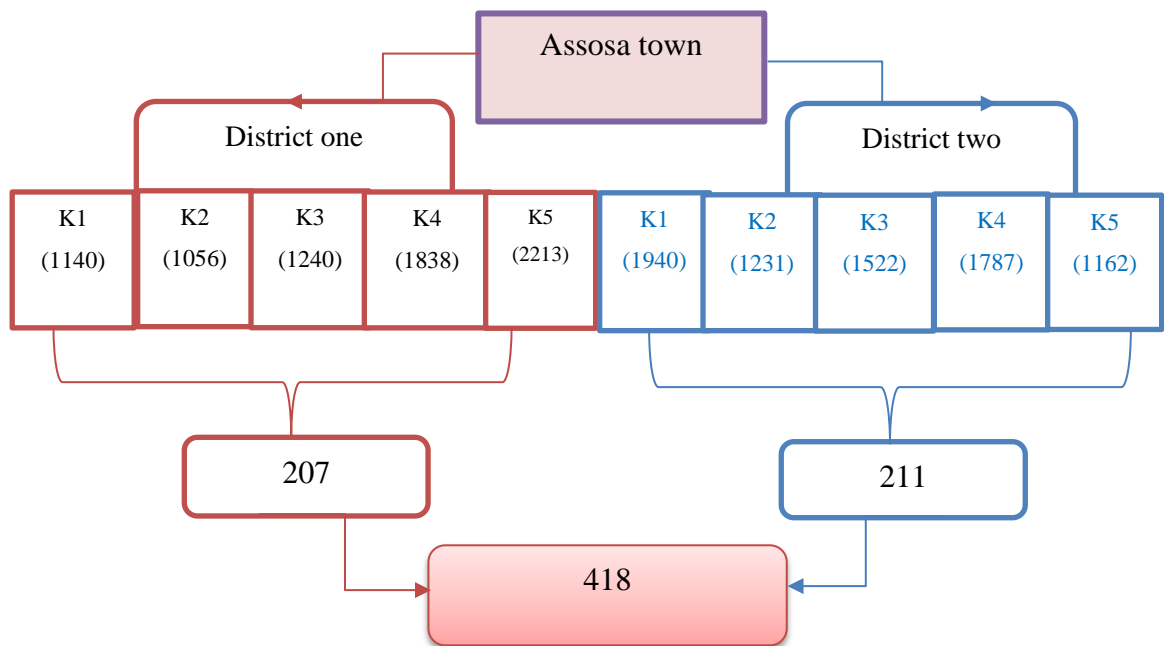 Assosa town
District one
District two
K1
(1140)
K2
(1056)
K3
(1240)
K4
(1838)
K5
(2213)
K1
(1940)
K2
(1231)
K3
(1522)
K4
(1787)
K5
(1162)
207
211
418